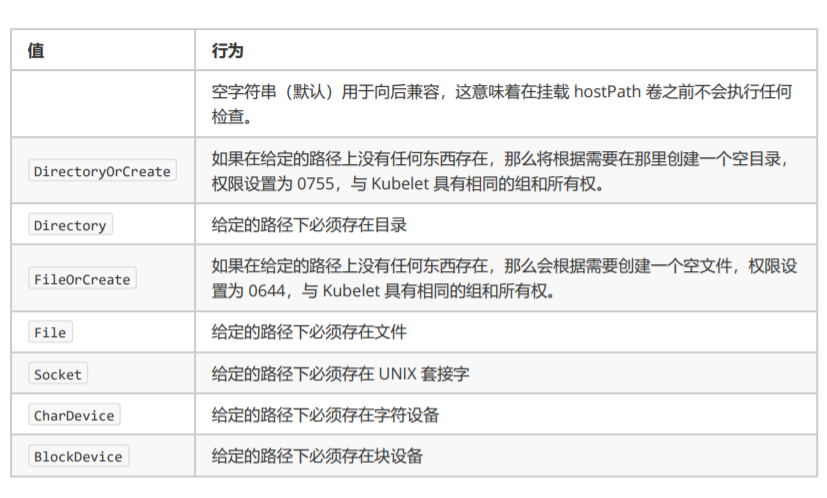 值 行为
空字符串（默认）用于向后兼容，这意味着在挂载 hostPath 卷之前不会执行任何
检查。
DirectoryOrCreate 如果在给定的路径上没有任何东西存在，那么将根据需要在那里创建一个空目录，
权限设置为 0755，与 Kubelet 具有相同的组和所有权。
Directory 给定的路径下必须存在目录
FileOrCreate 如果在给定的路径上没有任何东西存在，那么会根据需要创建一个空文件，权限设
置为 0644，与 Kubelet 具有相同的组和所有权。
File 给定的路径下必须存在文件
Socket 给定的路径下必须存在 UNIX 套接字
CharDevice 给定的路径下必须存在字符设备
BlockDevice 给定的路径下必须存在块设备